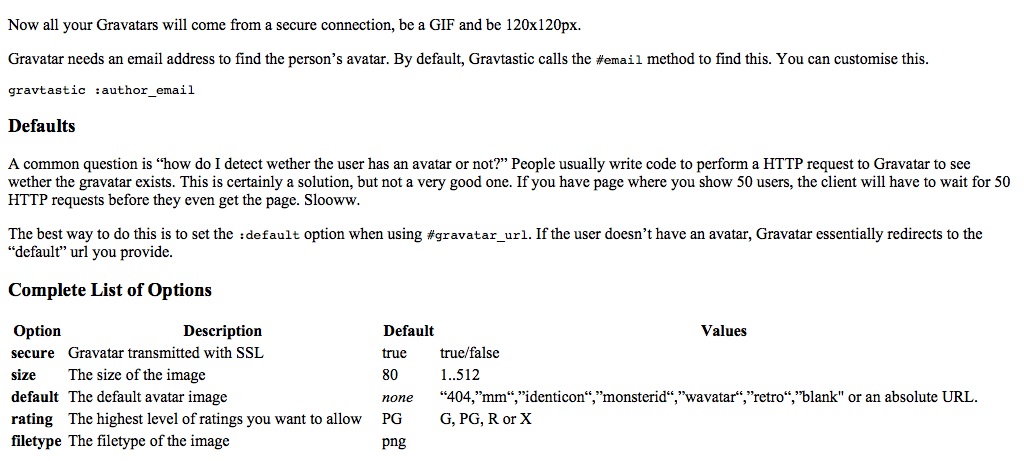 Now all your Gravatars will come from a secure connection, be a GIF and be 120x120px.
Gravatar needs an email address to find the person’s avatar. By default, Gravtastic calls the #email method to find this. You can customise this.
gravtastic :author_email
Defaults
A common question is “how do I detect wether the user has an avatar or not?” People usually write code to perform a HTTP request to Gravatar to see
wether the gravatar exists. This is certainly a solution, but not a very good one. If you have page where you show 50 users, the client will have to wait for 50
HTTP requests before they even get the page. Slooww.
The best way to do this is to set the :default option when using #gravatar_url. If the user doesn’t have an avatar, Gravatar essentially redirects to the
“default” url you provide.
Complete List of Options
Option Description Default Values
secure Gravatar transmitted with SSL true true/false
size The size of the image 80 1..512
default The default avatar image none “404,”mm“,”identicon“,”monsterid“,”wavatar“,”retro“,”blank" or an absolute URL.
rating The highest level of ratings you want to allow PG G, PG, R or X
filetype The filetype of the image png